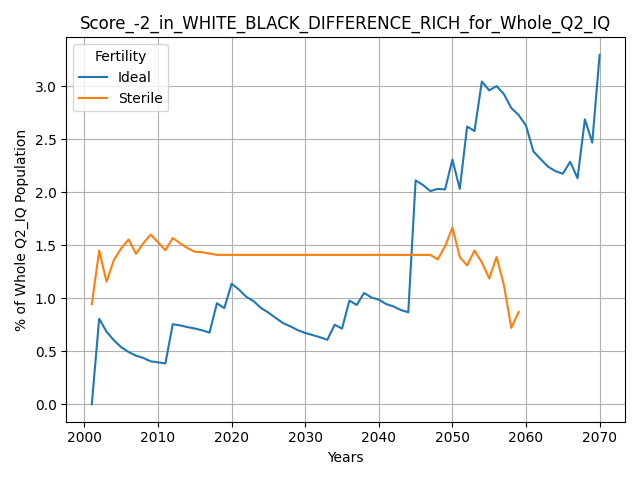 Score_-2_in_WHITE_BLACK_DIFFERENCE_RICH_for_Whole_Q2_IQ
Fertility
Ideal
Sterile
% of Whole Q2_IQ Population
3.0
2.5
2.0
1.5
1.0
0.5
0.0
2000 2010 2020 2030 2040 2050 2060 2070
Years